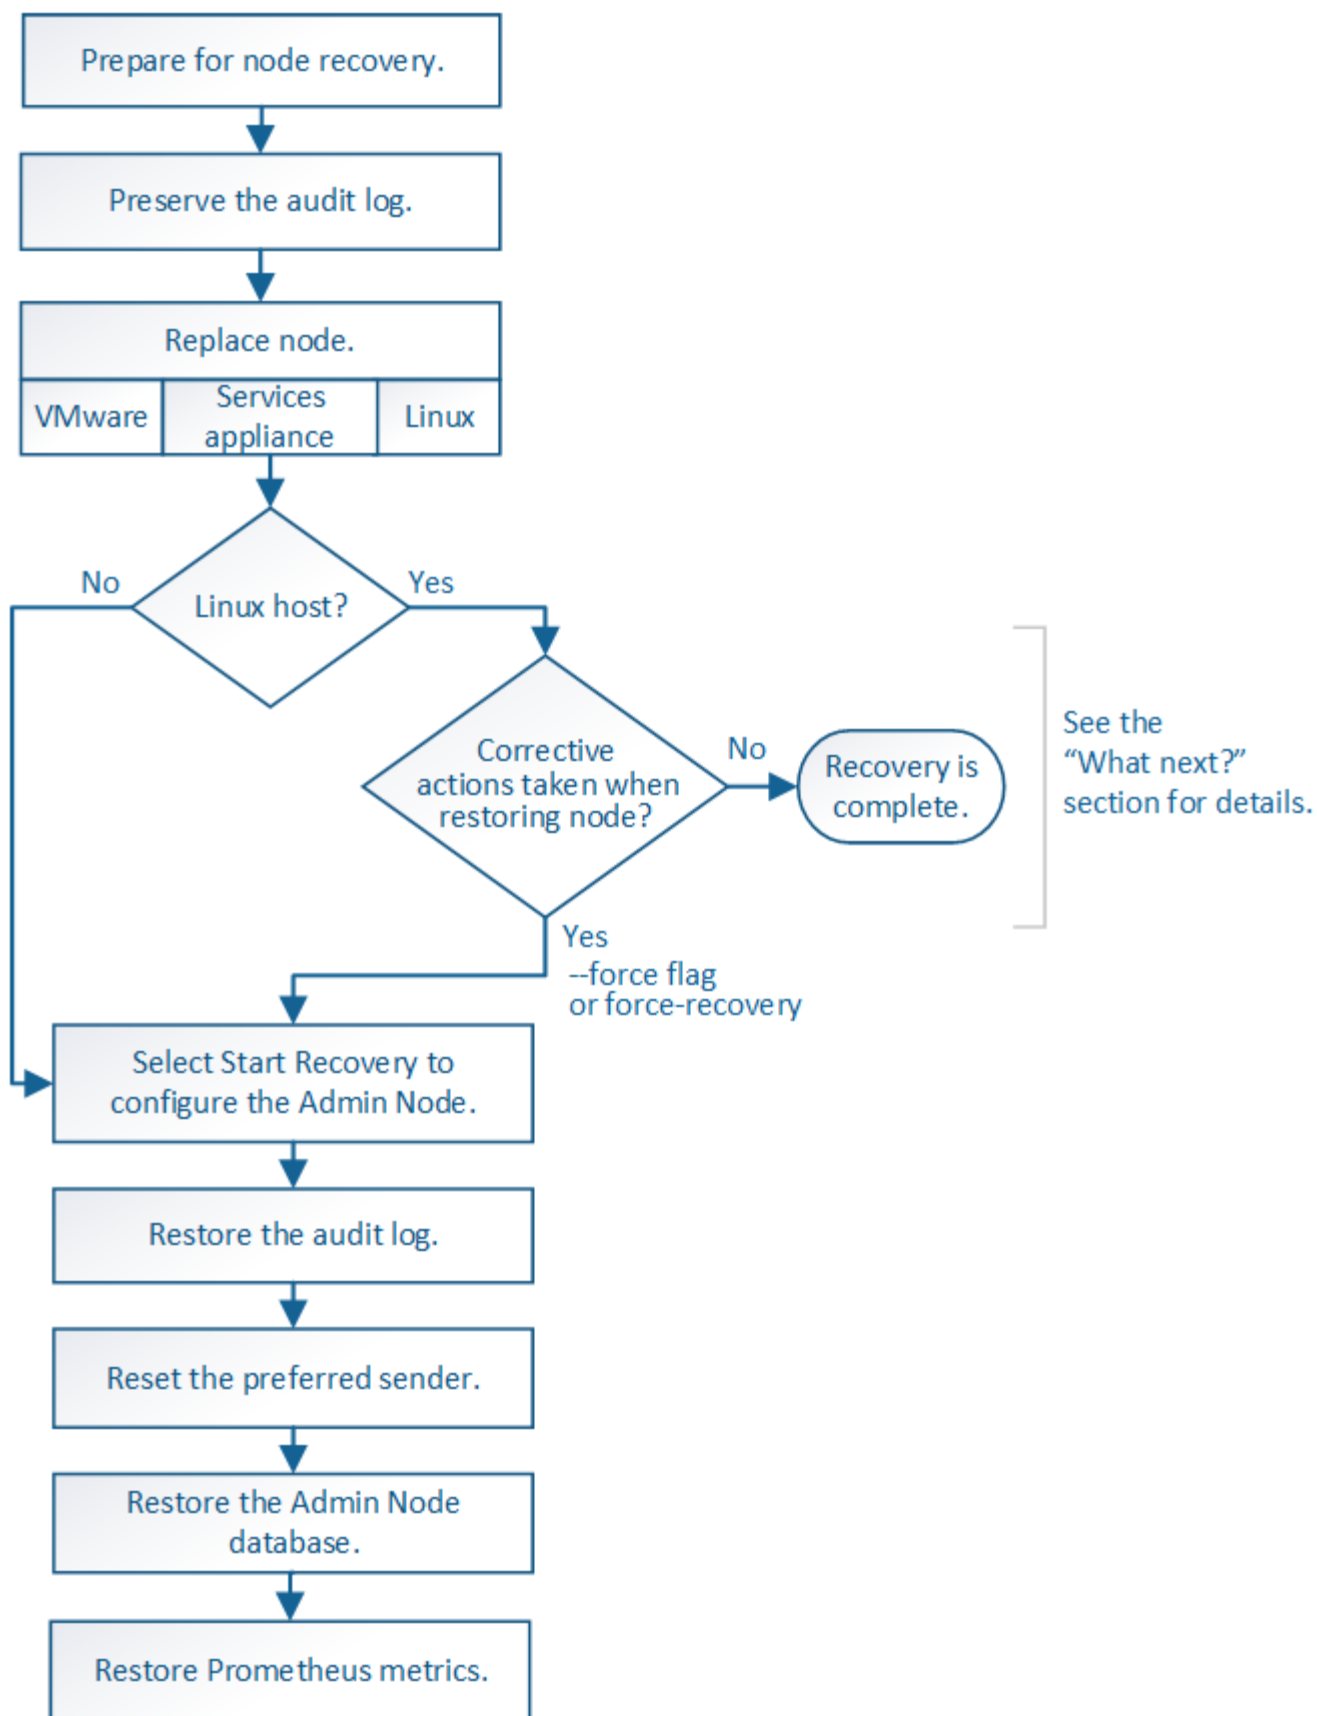 Prepare for node recovery.
Preserve the audit log.
Replace node.
VMware
Services
appliance
Linux
Linux host?
No
Yes
Corrective
actions taken when
restoring node?
No
Recovery is
complete.
See the
“What next?”
section for details.
Yes
--force flag
or force-recovery
Select Start Recovery to
configure the Admin Node.
Restore the audit log.
Reset the preferred sender.
Restore the Admin Node
database.
Restore Prometheus metrics.